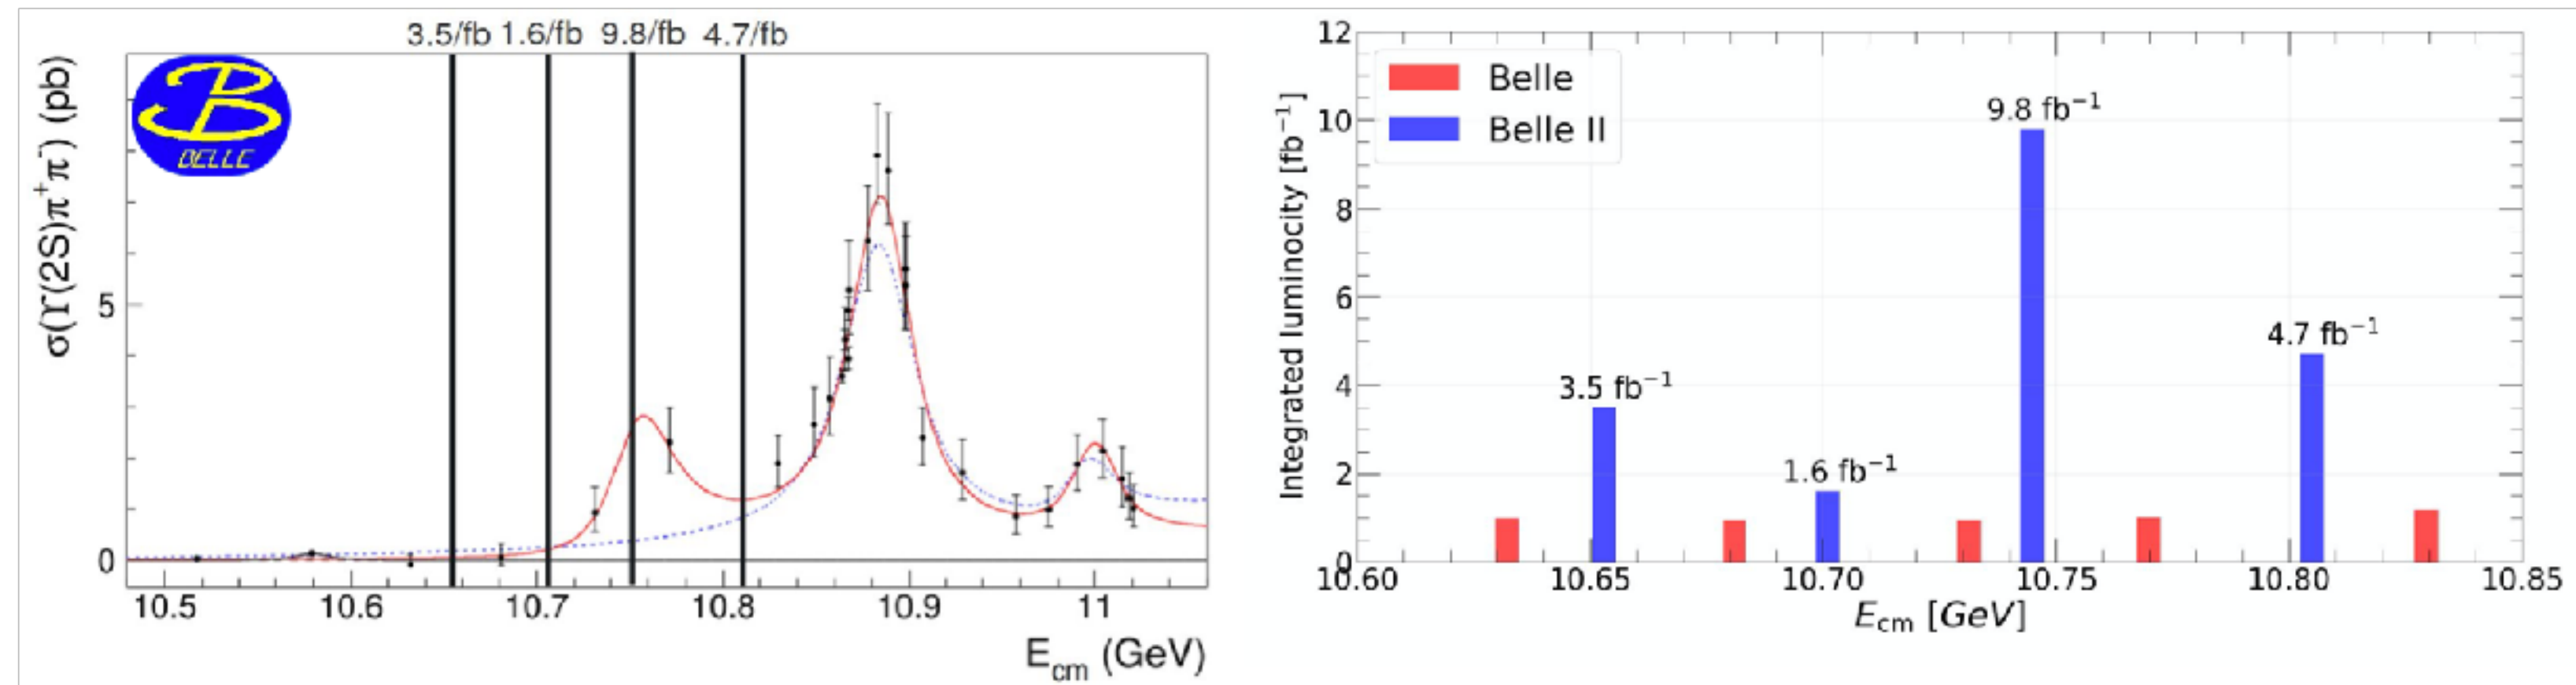 3.5/fb 1.6/fb 9.8/fb 4.7/fb
σ(ϒ(2S)π⁺π⁻) (pb)
B
BELLE
5
0
10.5 10.6 10.7 10.8 10.9 11
E_cm (GeV)
Integrated luminocity [fb⁻¹]
12
10
8
6
4
2
0
Belle
Belle II
3.5 fb⁻¹
1.6 fb⁻¹
9.8 fb⁻¹
4.7 fb⁻¹
10.60 10.65 10.70 10.75 10.80 10.85
E_cm [GeV]